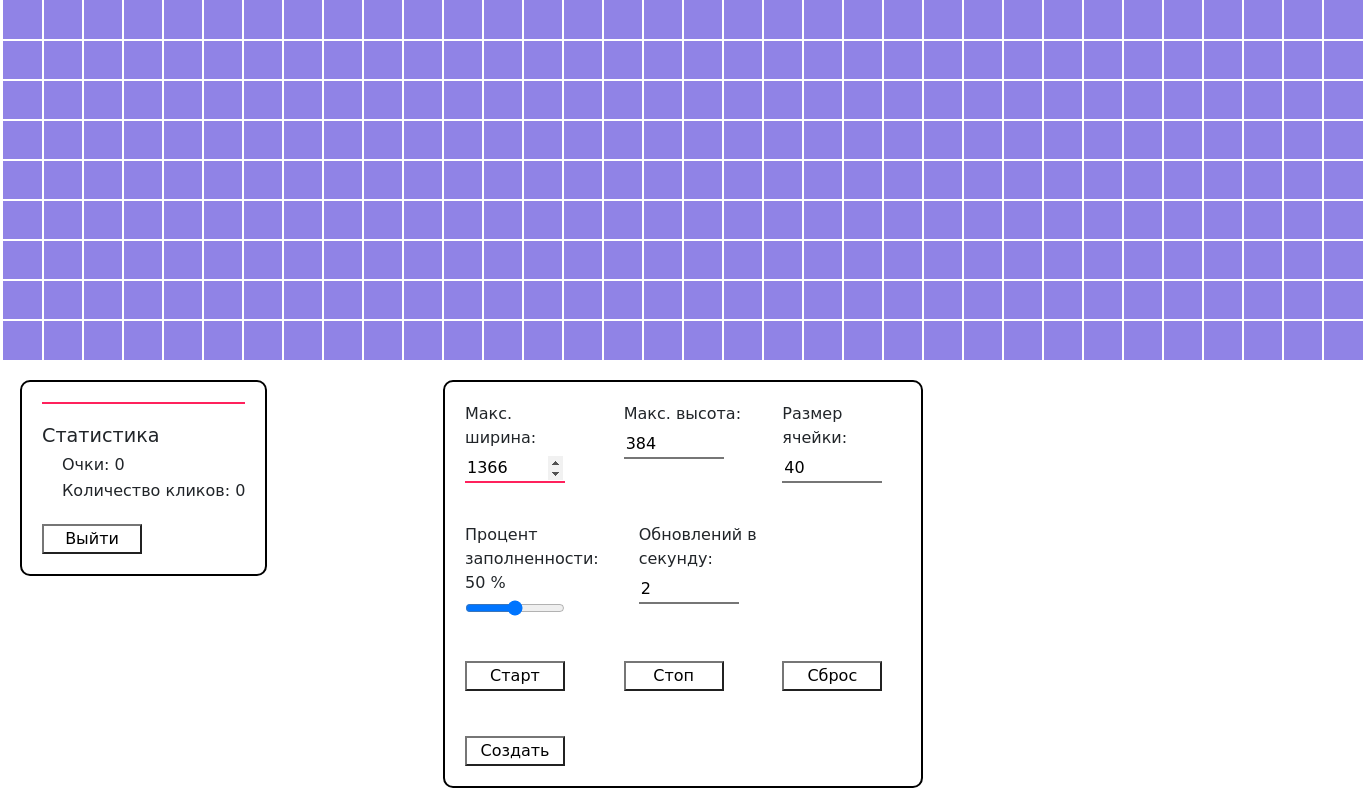 Статистика
Очки: 0
Количество кликов: 0
Выйти
Макс.
ширина:
1366
Макс. высота:
384
Размер
ячейки:
40
Процент
заполненности:
50 %
Обновлений в
секунду:
2
Старт
Стоп
Сброс
Создать